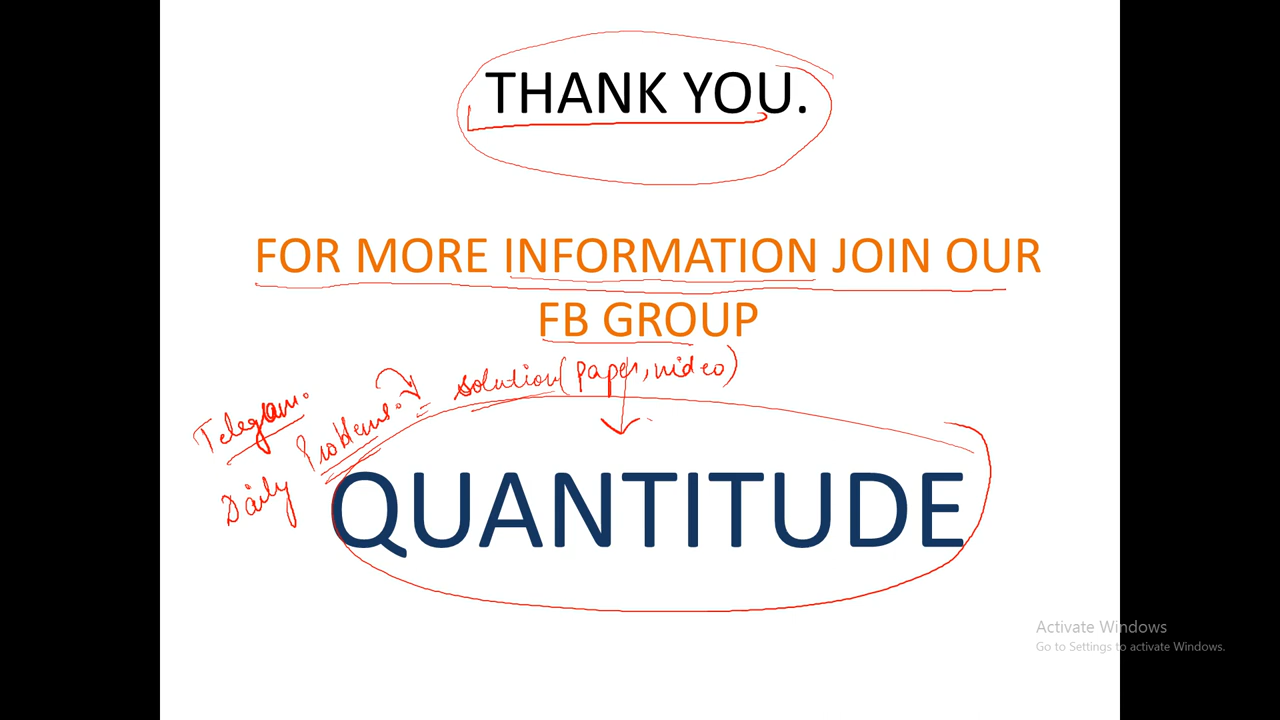 THANK YOU.
FOR MORE INFORMATION JOIN OUR
FB GROUP
solution (paper, video)
Telegram.
Daily Problems.
QUANTITUDE
Activate Windows
Go to Settings to activate Windows.